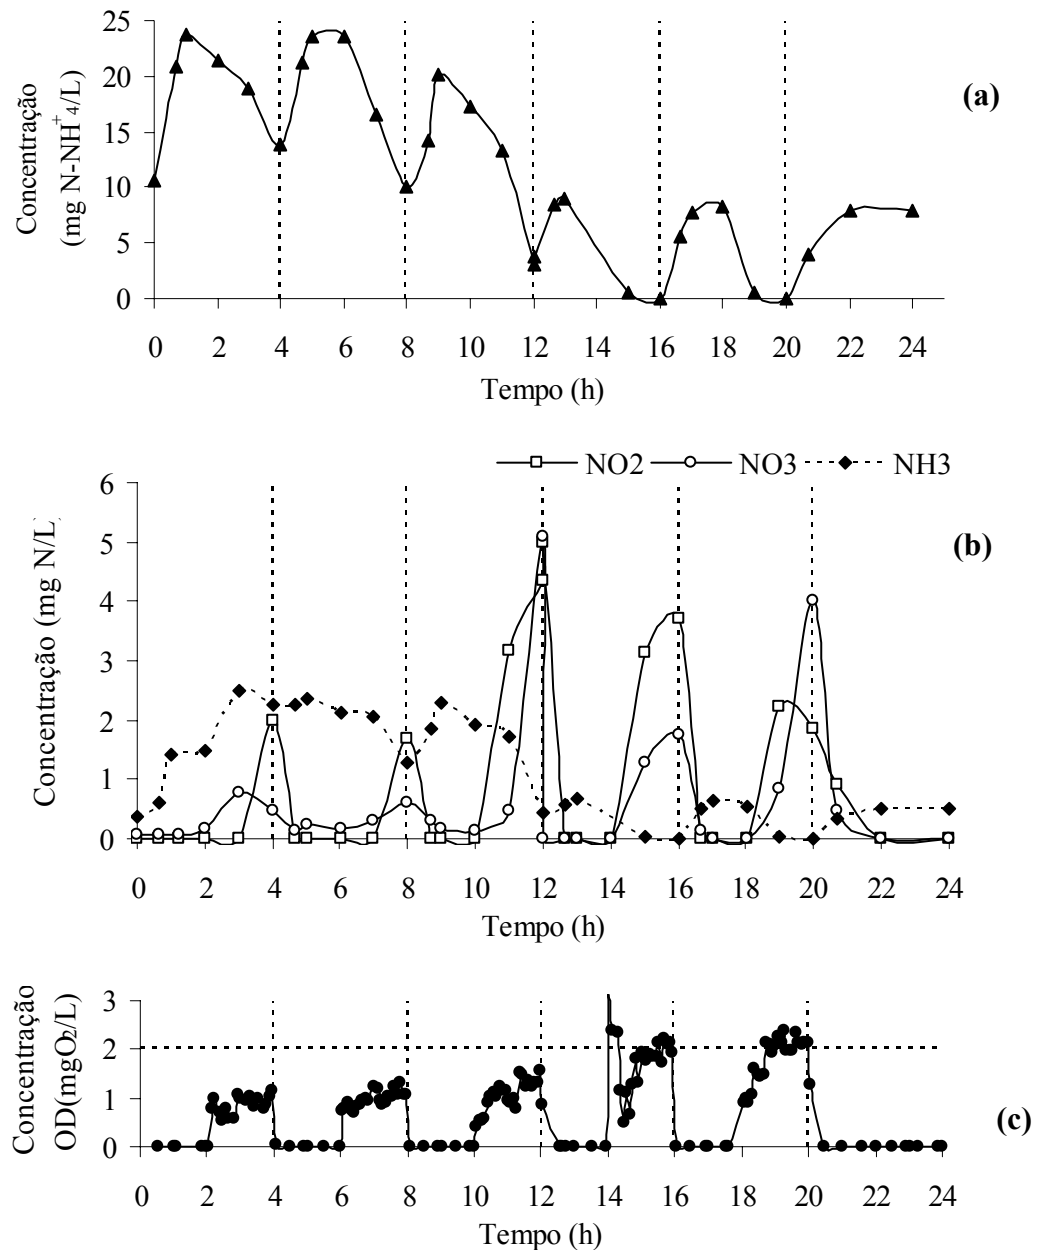 Concentração
(mg N-NH+4/L)
25
20
15
10
5
0
0 2 4 6 8 10 12 14 16 18 20 22 24
Tempo (h)
(a)
NO2 NO3 NH3
Concentração (mg N/L)
6
5
4
3
2
1
0
0 2 4 6 8 10 12 14 16 18 20 22 24
Tempo (h)
(b)
Concentração
OD(mgO2/L)
3
2
1
0
0 2 4 6 8 10 12 14 16 18 20 22 24
Tempo (h)
(c)